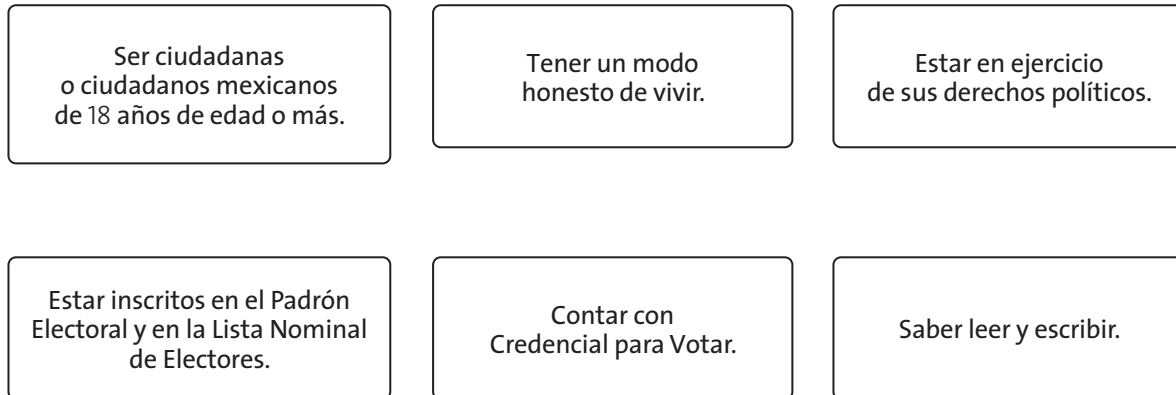 Ser ciudadanas
o ciudadanos mexicanos
de 18 años de edad o más.
Tener un modo
honesto de vivir.
Estar en ejercicio
de sus derechos políticos.
Estar inscritos en el Padrón
Electoral y en la Lista Nominal
de Electores.
Contar con
Credencial para Votar.
Saber leer y escribir.